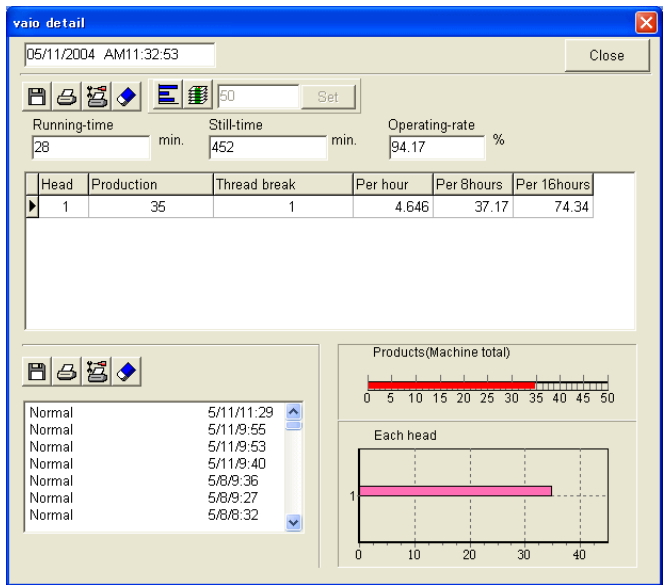 vaio detail
05/11/2004 AM11:32:53
Close
50
Set
Running-time
Still-time
Operating-rate
28
min.
452
min.
94.17
%
Head Production Thread break Per hour Per 8hours Per 16hours
1 35 1 4.646 37.17 74.34
Products(Machine total)
0 5 10 15 20 25 30 35 40 45 50
Normal 5/11/11:29
Normal 5/11/9:55
Normal 5/11/9:53
Normal 5/11/9:40
Normal 5/8/9:36
Normal 5/8/9:27
Normal 5/8/8:32
Each head
1
0 10 20 30 40